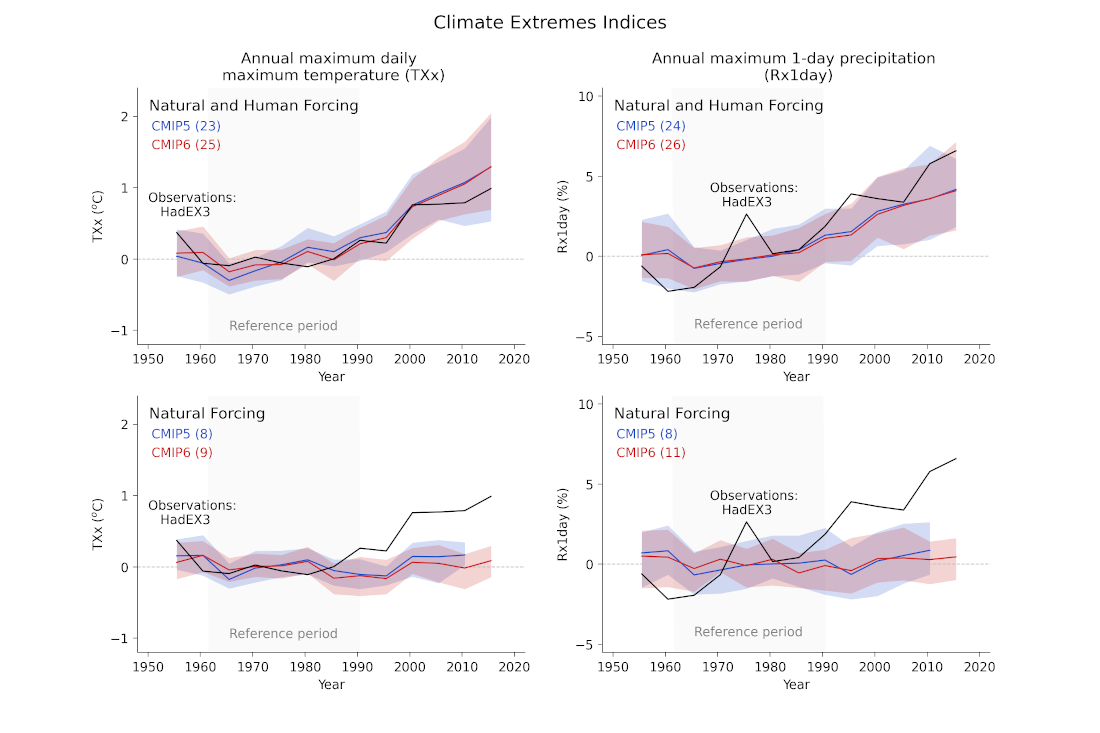 Climate Extremes Indices
Annual maximum daily
maximum temperature (TXx)
Natural and Human Forcing
CMIP5 (23)
CMIP6 (25)
Observations:
HadEX3
Reference period
TXx (°C)
2
1
0
−1
1950 1960 1970 1980 1990 2000 2010 2020
Year
Annual maximum 1-day precipitation
(Rx1day)
Natural and Human Forcing
CMIP5 (24)
CMIP6 (26)
Observations:
HadEX3
Reference period
Rx1day (%)
10
5
0
−5
1950 1960 1970 1980 1990 2000 2010 2020
Year
Natural Forcing
CMIP5 (8)
CMIP6 (9)
Observations:
HadEX3
Reference period
TXx (°C)
2
1
0
−1
1950 1960 1970 1980 1990 2000 2010 2020
Year
Natural Forcing
CMIP5 (8)
CMIP6 (11)
Observations:
HadEX3
Reference period
Rx1day (%)
10
5
0
−5
1950 1960 1970 1980 1990 2000 2010 2020
Year